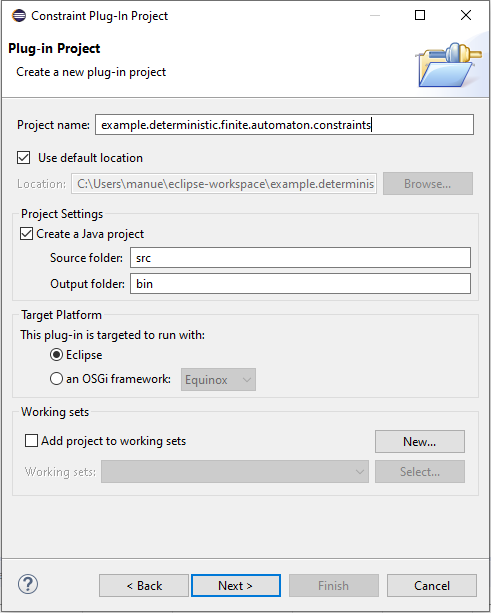 Constraint Plug-In Project
Plug-in Project
Create a new plug-in project
Project name: example.deterministic.finite.automaton.constraints
Use default location
Location: C:\Users\manue\eclipse-workspace\example.determinis Browse...
Project Settings
Create a Java project
Source folder: src
Output folder: bin
Target Platform
This plug-in is targeted to run with:
Eclipse
an OSGi framework: Equinox
Working sets
Add project to working sets New...
Working sets: Select...
? < Back Next > Finish Cancel